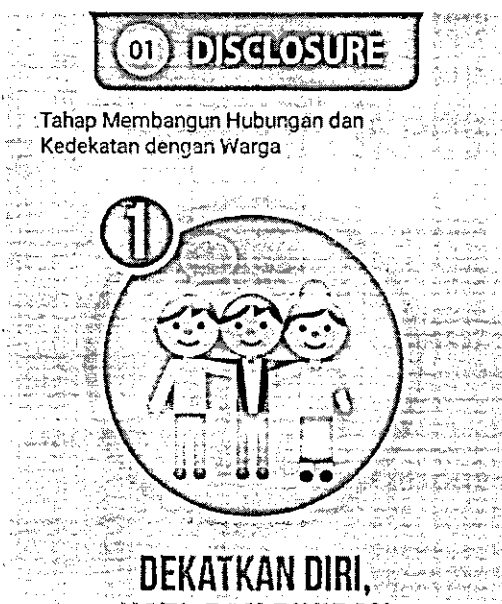 01 DISCLOSURE
Tahap Membangun Hubungan dan
Kedekatan dengan Warga
1
DEKATKAN DIRI,